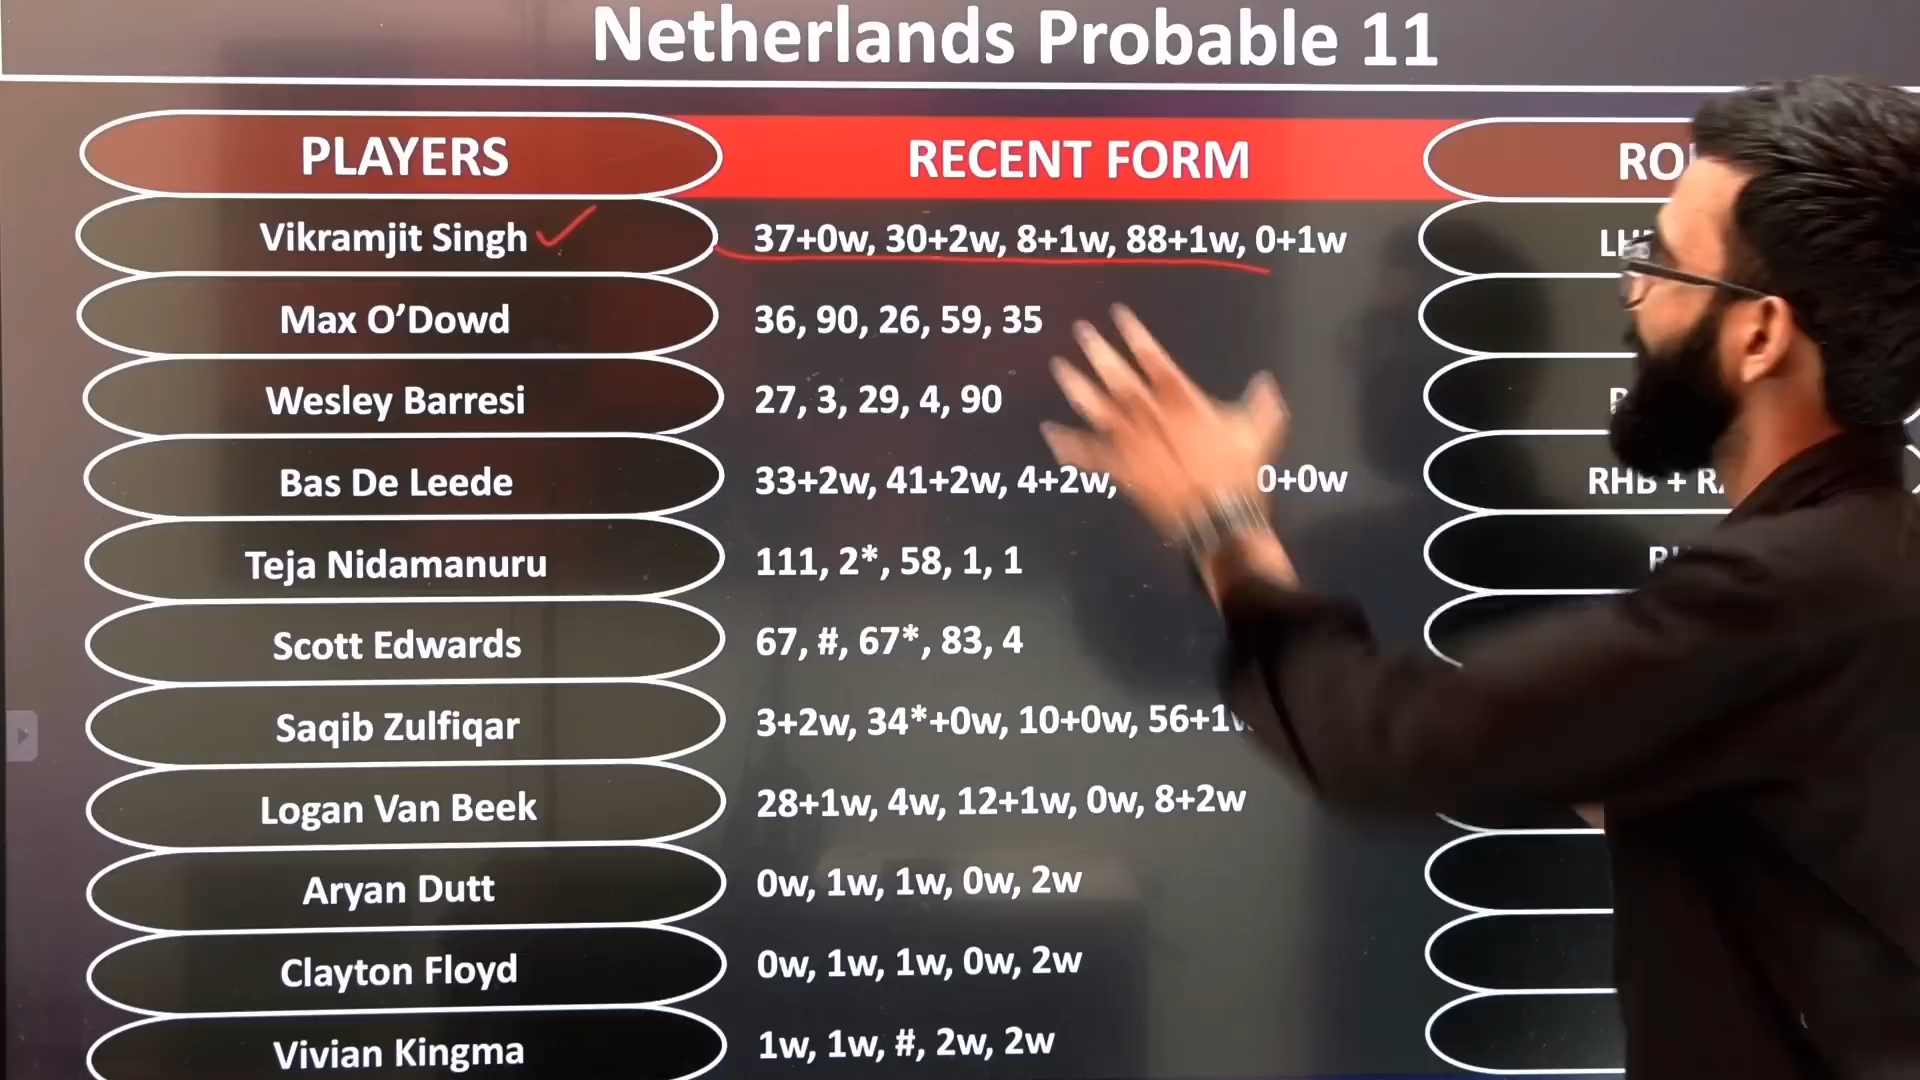 Netherlands Probable 11
PLAYERS RECENT FORM
Vikramjit Singh 37+0w, 30+2w, 8+1w, 88+1w, 0+1w
Max O'Dowd 36, 90, 26, 59, 35
Wesley Barresi 27, 3, 29, 4, 90
Bas De Leede 33+2w, 41+2w, 4+2w, 0+0w RHB +
Teja Nidamanuru 111, 2*, 58, 1, 1
Scott Edwards 67, #, 67*, 83, 4
Saqib Zulfiqar 3+2w, 34*+0w, 10+0w, 56+1w
Logan Van Beek 28+1w, 4w, 12+1w, 0w, 8+2w
Aryan Dutt 0w, 1w, 1w, 0w, 2w
Clayton Floyd 0w, 1w, 1w, 0w, 2w
Vivian Kingma 1w, 1w, #, 2w, 2w